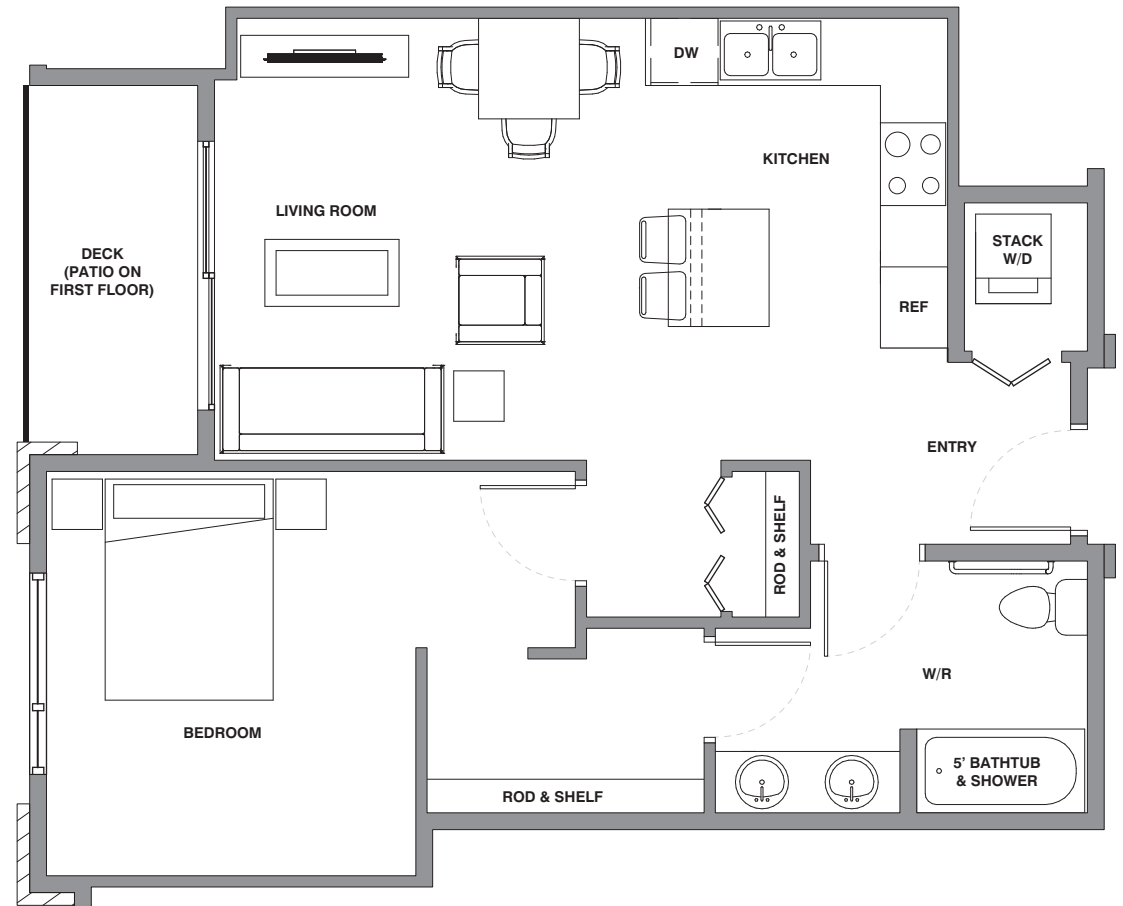 DW
KITCHEN
LIVING ROOM
STACK
W/D
DECK
(PATIO ON
FIRST FLOOR)
REF
ENTRY
ROD & SHELF
W/R
BEDROOM
5’ BATHTUB
& SHOWER
ROD & SHELF